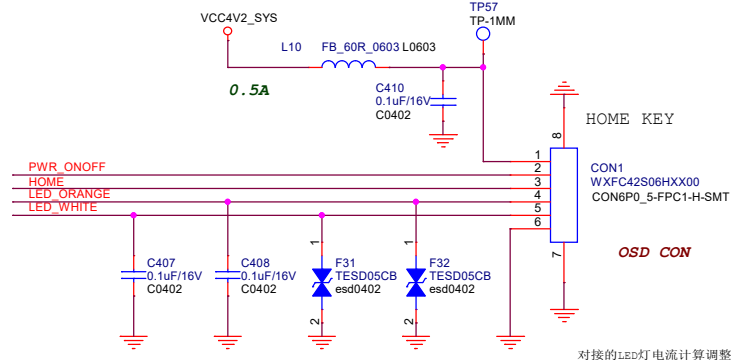 VCC4V2_SYS
TP57
TP-1MM
L10 FB_60R_0603 L0603
0.5A
C410
0.1uF/16V
C0402
HOME KEY
8
PWR_ONOFF
HOME
LED_ORANGE
LED_WHITE
1
2
3
4
5
6
CON1
WXFC42S06HXX00
CON6P0_5-FPC1-H-SMT
7
OSD CON
C407
0.1uF/16V
C0402
C408
0.1uF/16V
C0402
1
F31
TESD05CB
esd0402
2
1
F32
TESD05CB
esd0402
2
对接的LED灯电流计算调整